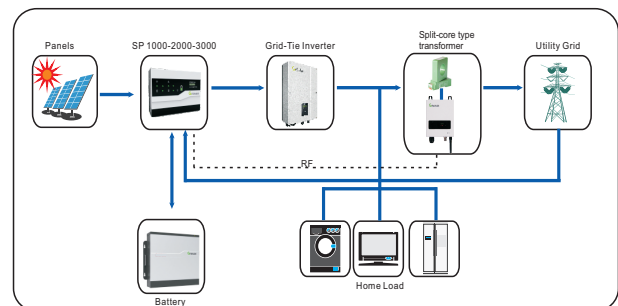 Panels
SP 1000-2000-3000
Grid-Tie Inverter
Split-core type
transformer
Utility Grid
RF
Home Load
Battery